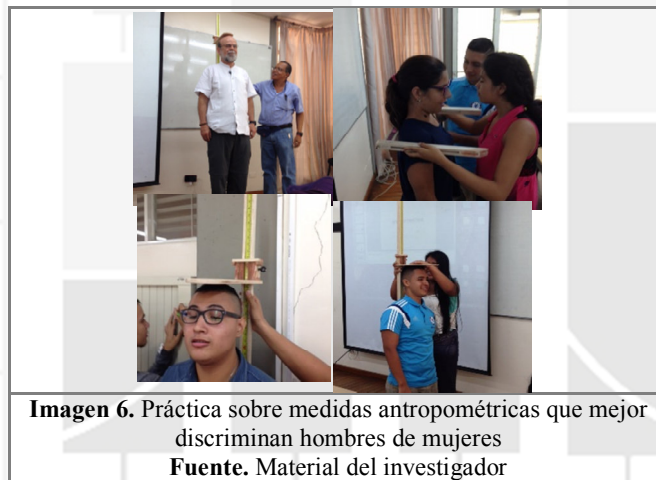 Imagen 6. Práctica sobre medidas antropométricas que mejor
discriminan hombres de mujeres
Fuente. Material del investigador